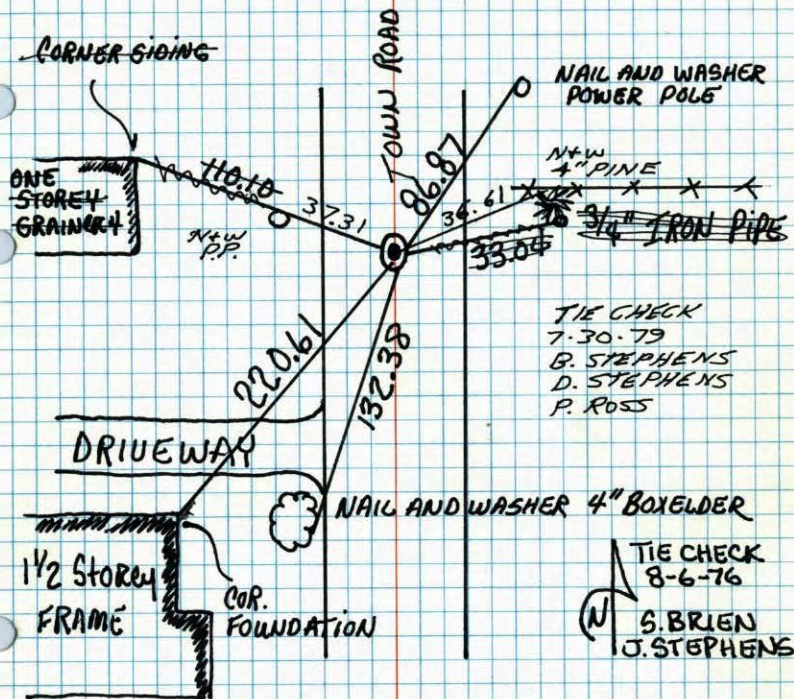 CORNER SIDING
TOWN ROAD
NAIL AND WASHER
POWER POLE
ONE
STOREY
GRAINERY
110.10
37.31
N+W
P.P.
86.87
36.61
N+W
4" PINE
33.04
3/4" IRON PIPE
TIE CHECK
7-30-79
B. STEPHENS
D. STEPHENS
P. ROSS
220.61
132.38
DRIVEWAY
NAIL AND WASHER 4" BOXELDER
1 1/2 STOREY
FRAME
COR.
FOUNDATION
N
TIE CHECK
8-6-76
S. BRIEN
J. STEPHENS